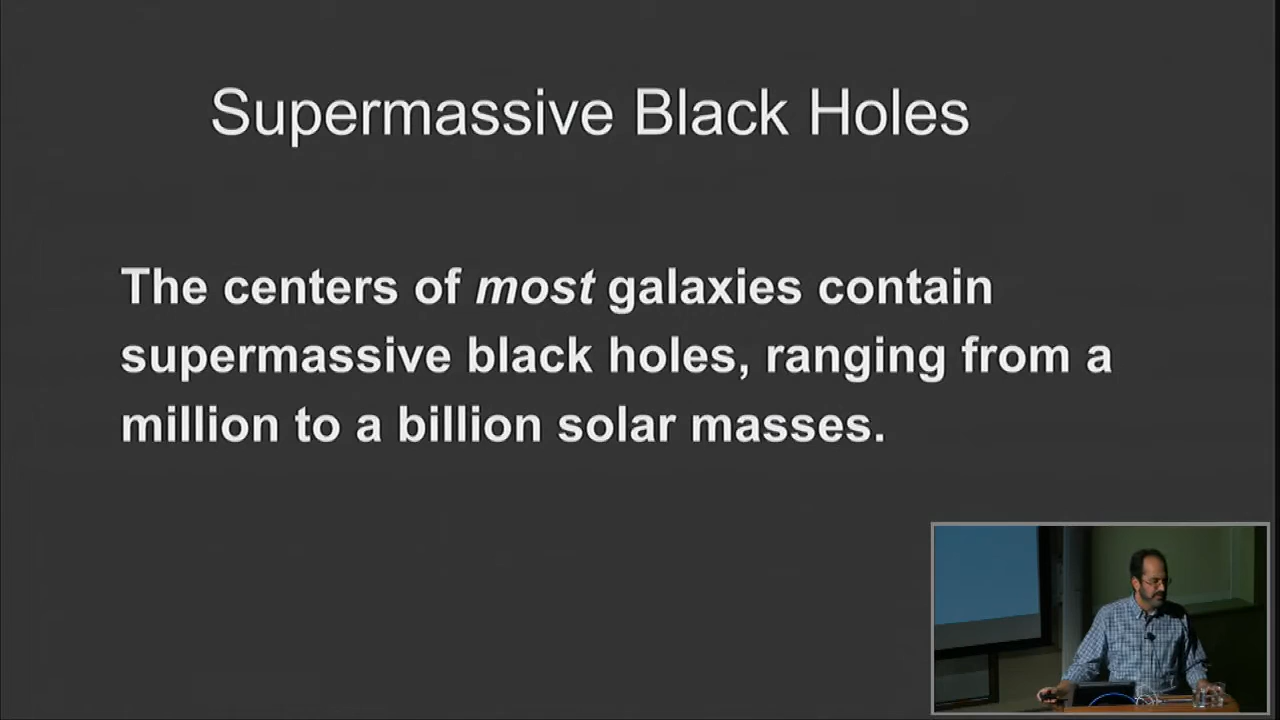 Supermassive Black Holes
The centers of most galaxies contain
supermassive black holes, ranging from a
million to a billion solar masses.